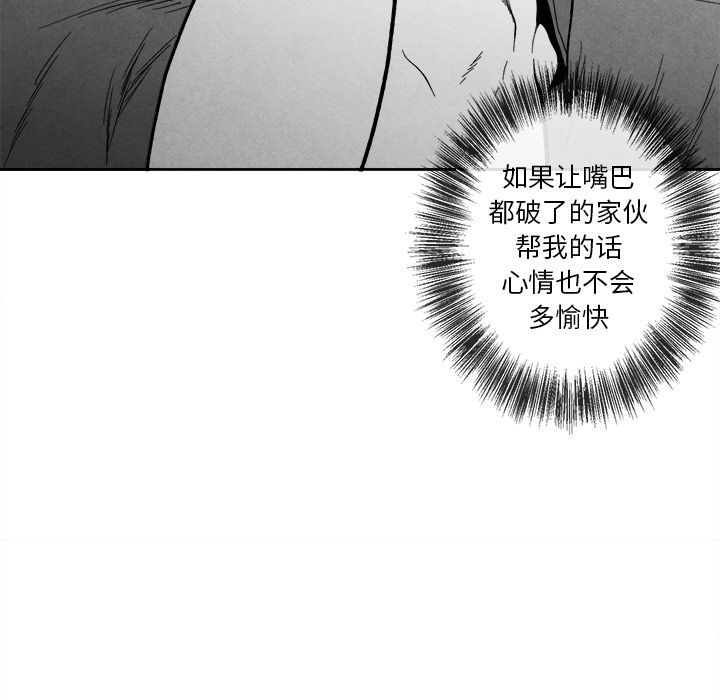 如果让嘴巴
都破了的家伙
帮我的话
心情也不会
多愉快